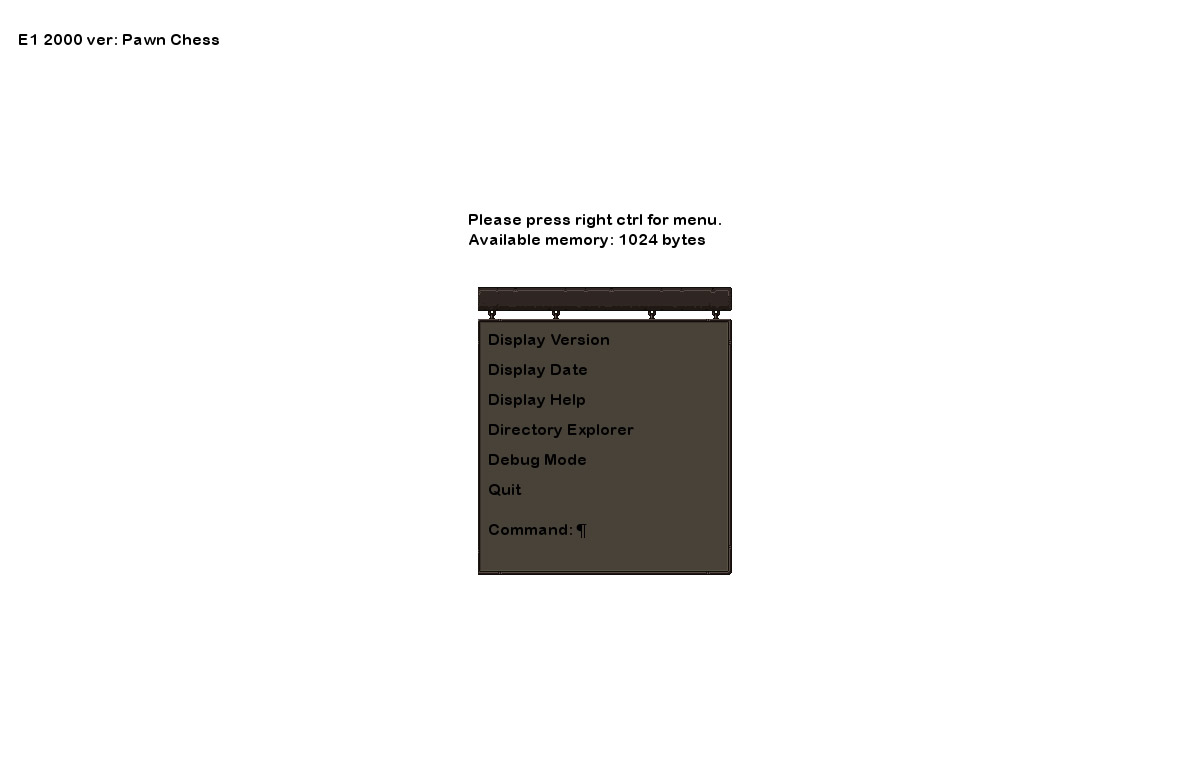 E1 2000 ver: Pawn Chess
Please press right ctrl for menu.
Available memory: 1024 bytes
Display Version
Display Date
Display Help
Directory Explorer
Debug Mode
Quit
Command: ¶